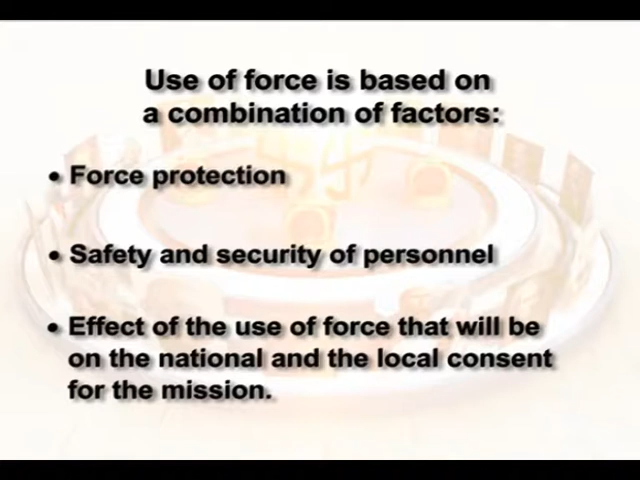 Use of force is based on
a combination of factors:
• Force protection
• Safety and security of personnel
• Effect of the use of force that will be
on the national and the local consent
for the mission.